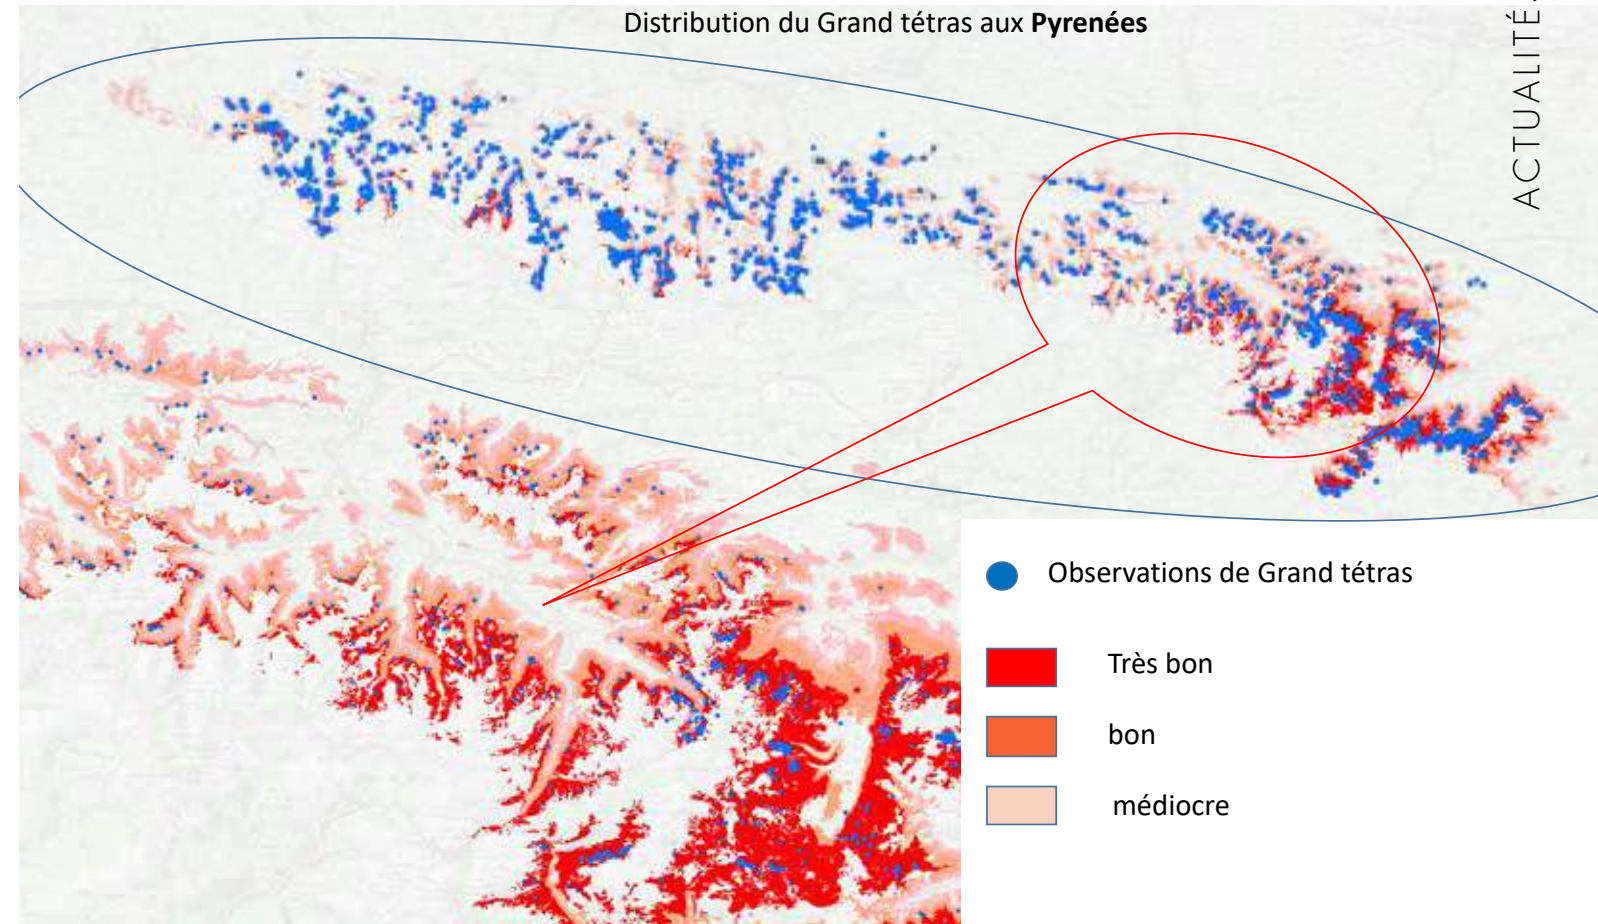 Distribution du Grand tétras aux Pyrenées
ACTUALITÉ
Observations de Grand tétras
Très bon
bon
médiocre